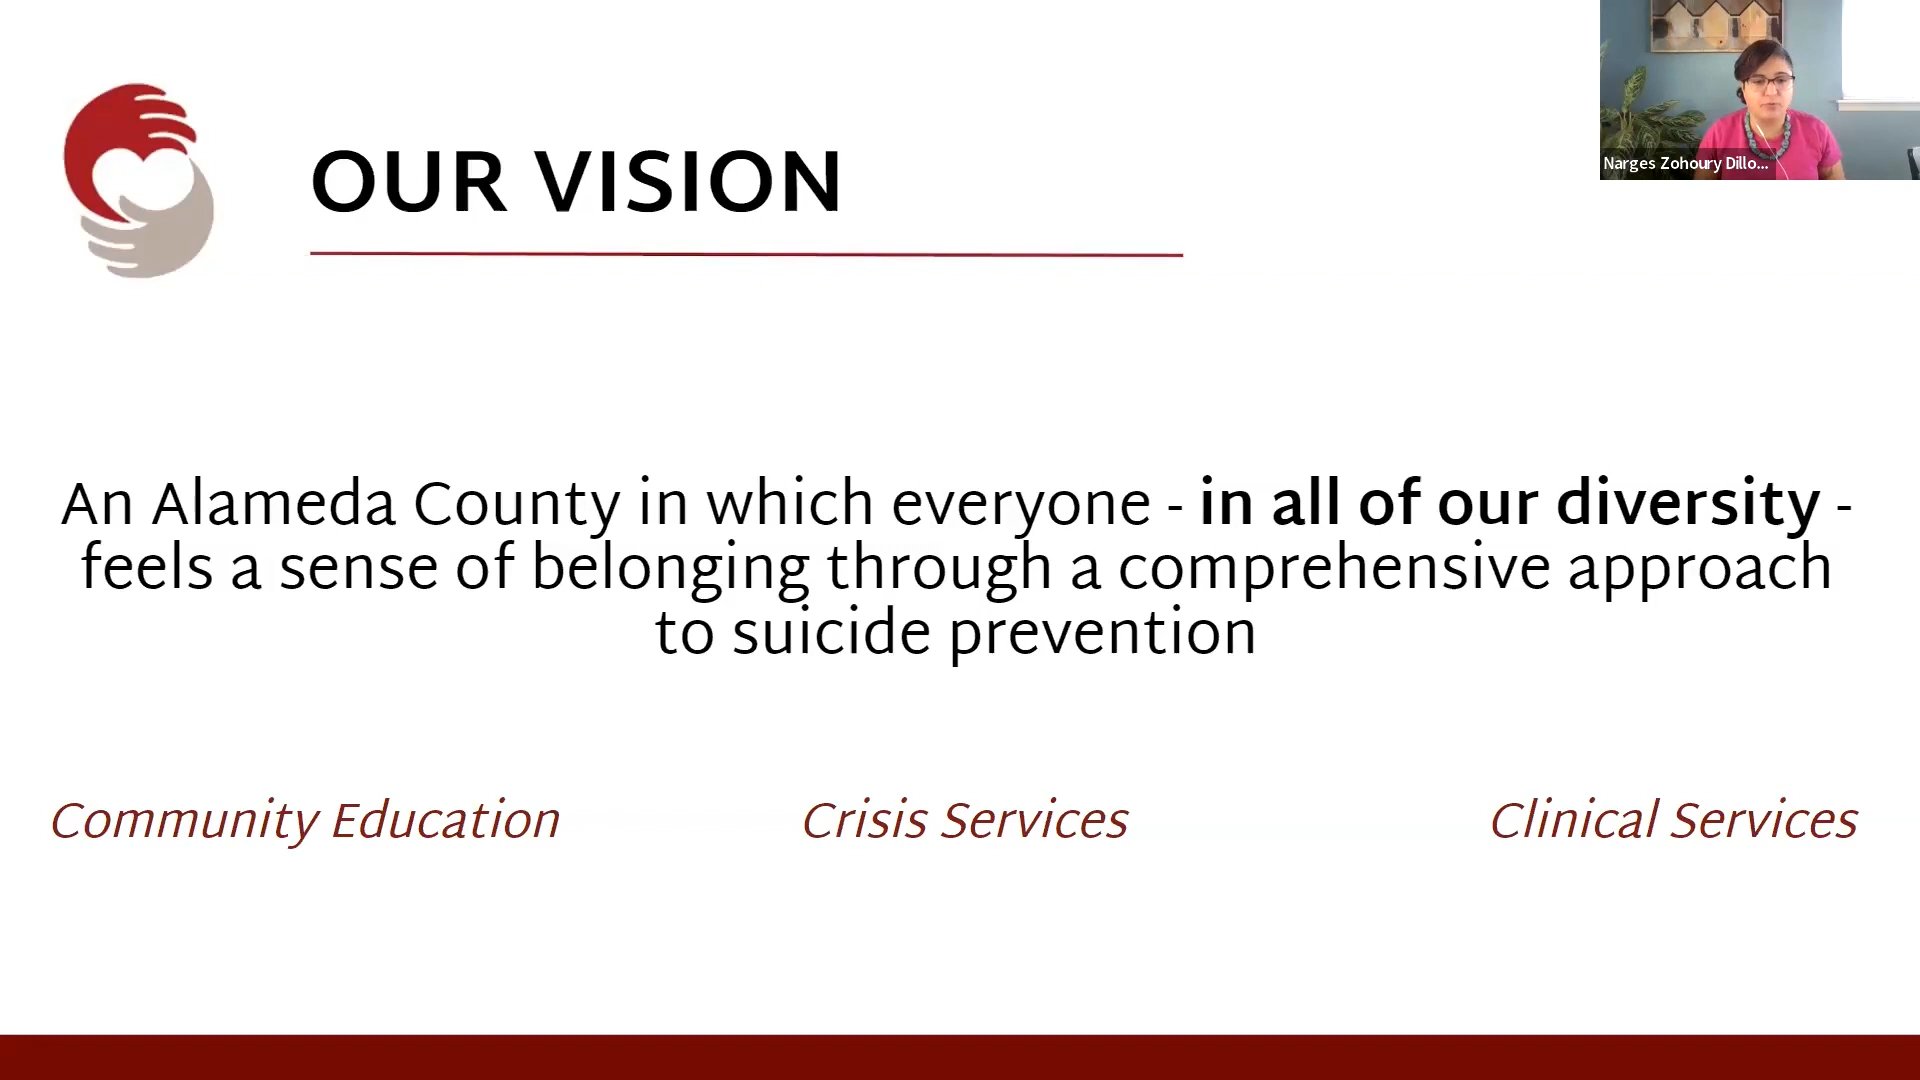 OUR VISION
Narges Zohoury Dillo...
An Alameda County in which everyone - in all of our diversity -
feels a sense of belonging through a comprehensive approach
to suicide prevention
Community Education
Crisis Services
Clinical Services